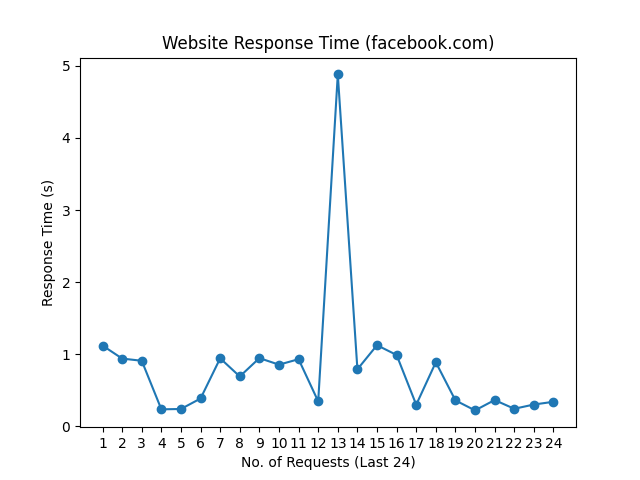 Website Response Time (facebook.com)
5
4
3
2
1
0
Response Time (s)
1 2 3 4 5 6 7 8 9 10 11 12 13 14 15 16 17 18 19 20 21 22 23 24
No. of Requests (Last 24)